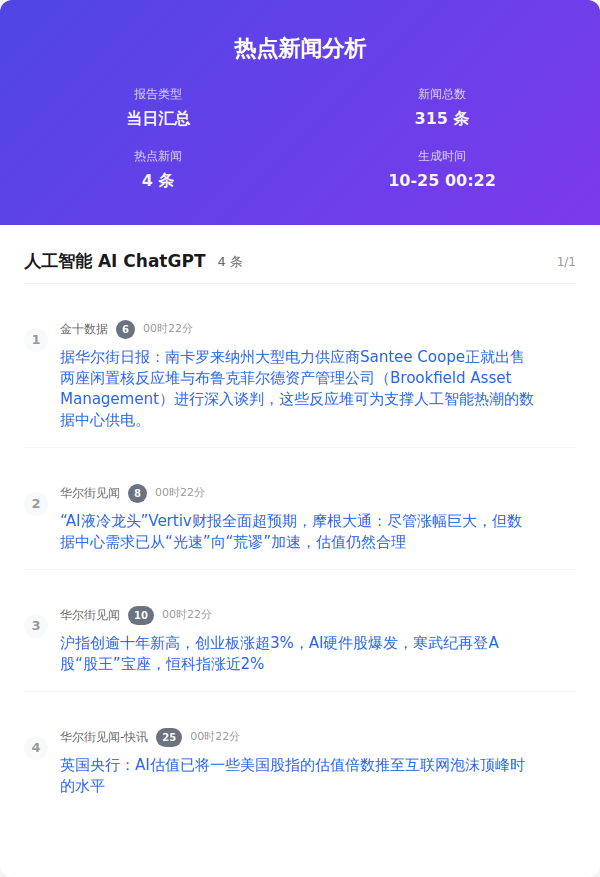 热点新闻分析
报告类型
当日汇总
新闻总数
315 条
热点新闻
4 条
生成时间
10-25 00:22
人工智能 AI ChatGPT 4 条 1/1
1
金十数据 6 00时22分
据华尔街日报：南卡罗来纳州大型电力供应商Santee Coope正就出售
两座闲置核反应堆与布鲁克菲尔德资产管理公司（Brookfield Asset
Management）进行深入谈判，这些反应堆可为支撑人工智能热潮的数
据中心供电。
2
华尔街见闻 8 00时22分
“AI液冷龙头”Vertiv财报全面超预期，摩根大通：尽管涨幅巨大，但数
据中心需求已从“光速”向“荒谬”加速，估值仍然合理
3
华尔街见闻 10 00时22分
沪指创逾十年新高，创业板涨超3%，AI硬件股爆发，寒武纪再登A
股“股王”宝座，恒科指涨近2%
4
华尔街见闻-快讯 25 00时22分
英国央行：AI估值已将一些美国股指的估值倍数推至互联网泡沫顶峰时
的水平